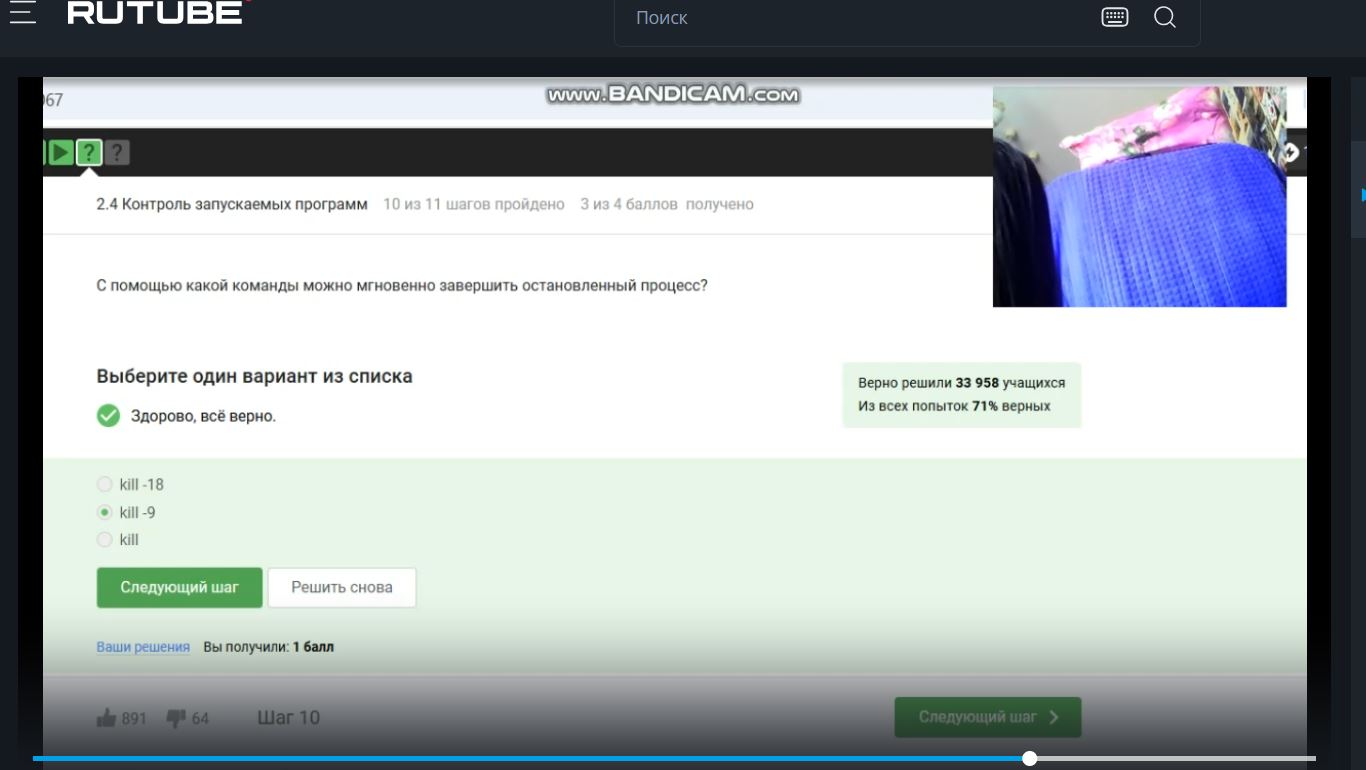 RUTUBE
Поиск
WWW.BANDICAM.COM
067
? ?
2.4 Контроль запускаемых программ 10 из 11 шагов пройдено 3 из 4 баллов получено
С помощью какой команды можно мгновенно завершить остановленный процесс?
Выберите один вариант из списка
Здорово, всё верно.
Верно решили 33 958 учащихся
Из всех попыток 71% верных
kill -18
kill -9
kill
Следующий шаг
Решить снова
Ваши решения Вы получили: 1 балл
891 64 Шаг 10
Следующий шаг